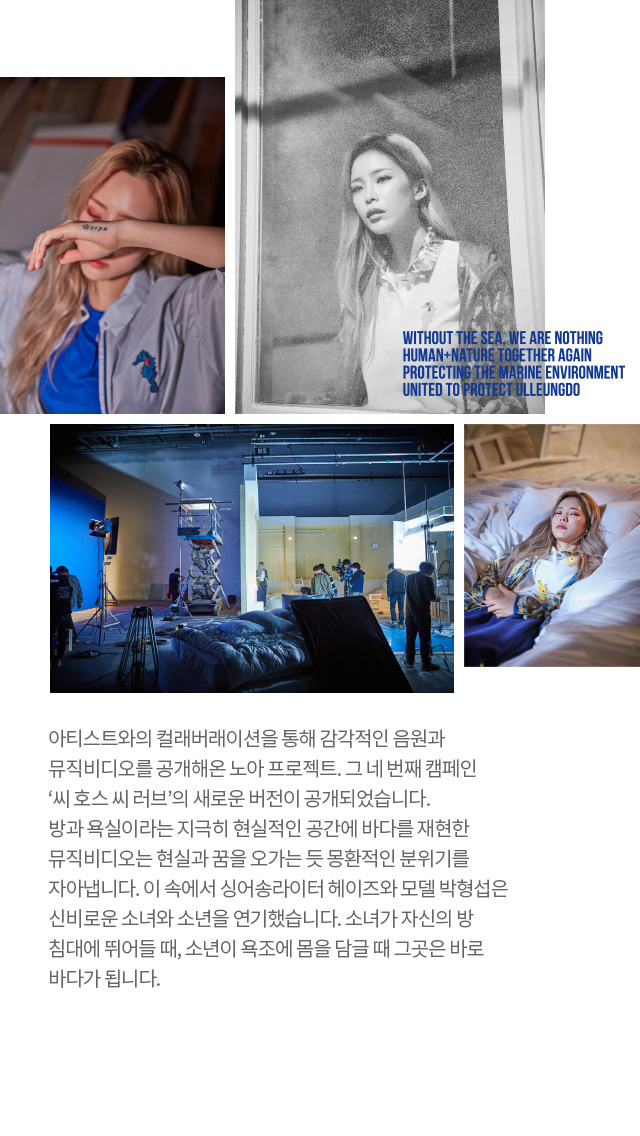 Hope
WITHOUT THE SEA, WE ARE NOTHING
HUMAN+NATURE TOGETHER AGAIN
PROTECTING THE MARINE ENVIRONMENT
UNITED TO PROTECT ULLEUNGDO
BS
아티스트와의 컬래버래이션을 통해 감각적인 음원과
뮤직비디오를 공개해온 노아 프로젝트. 그 네 번째 캠페인
‘씨 호스 씨 러브’의 새로운 버전이 공개되었습니다.
방과 욕실이라는 지극히 현실적인 공간에 바다를 재현한
뮤직비디오는 현실과 꿈을 오가는 듯 몽환적인 분위기를
자아냅니다. 이 속에서 싱어송라이터 헤이즈와 모델 박형섭은
신비로운 소녀와 소년을 연기했습니다. 소녀가 자신의 방
침대에 뛰어들 때, 소년이 욕조에 몸을 담글 때 그곳은 바로
바다가 됩니다.